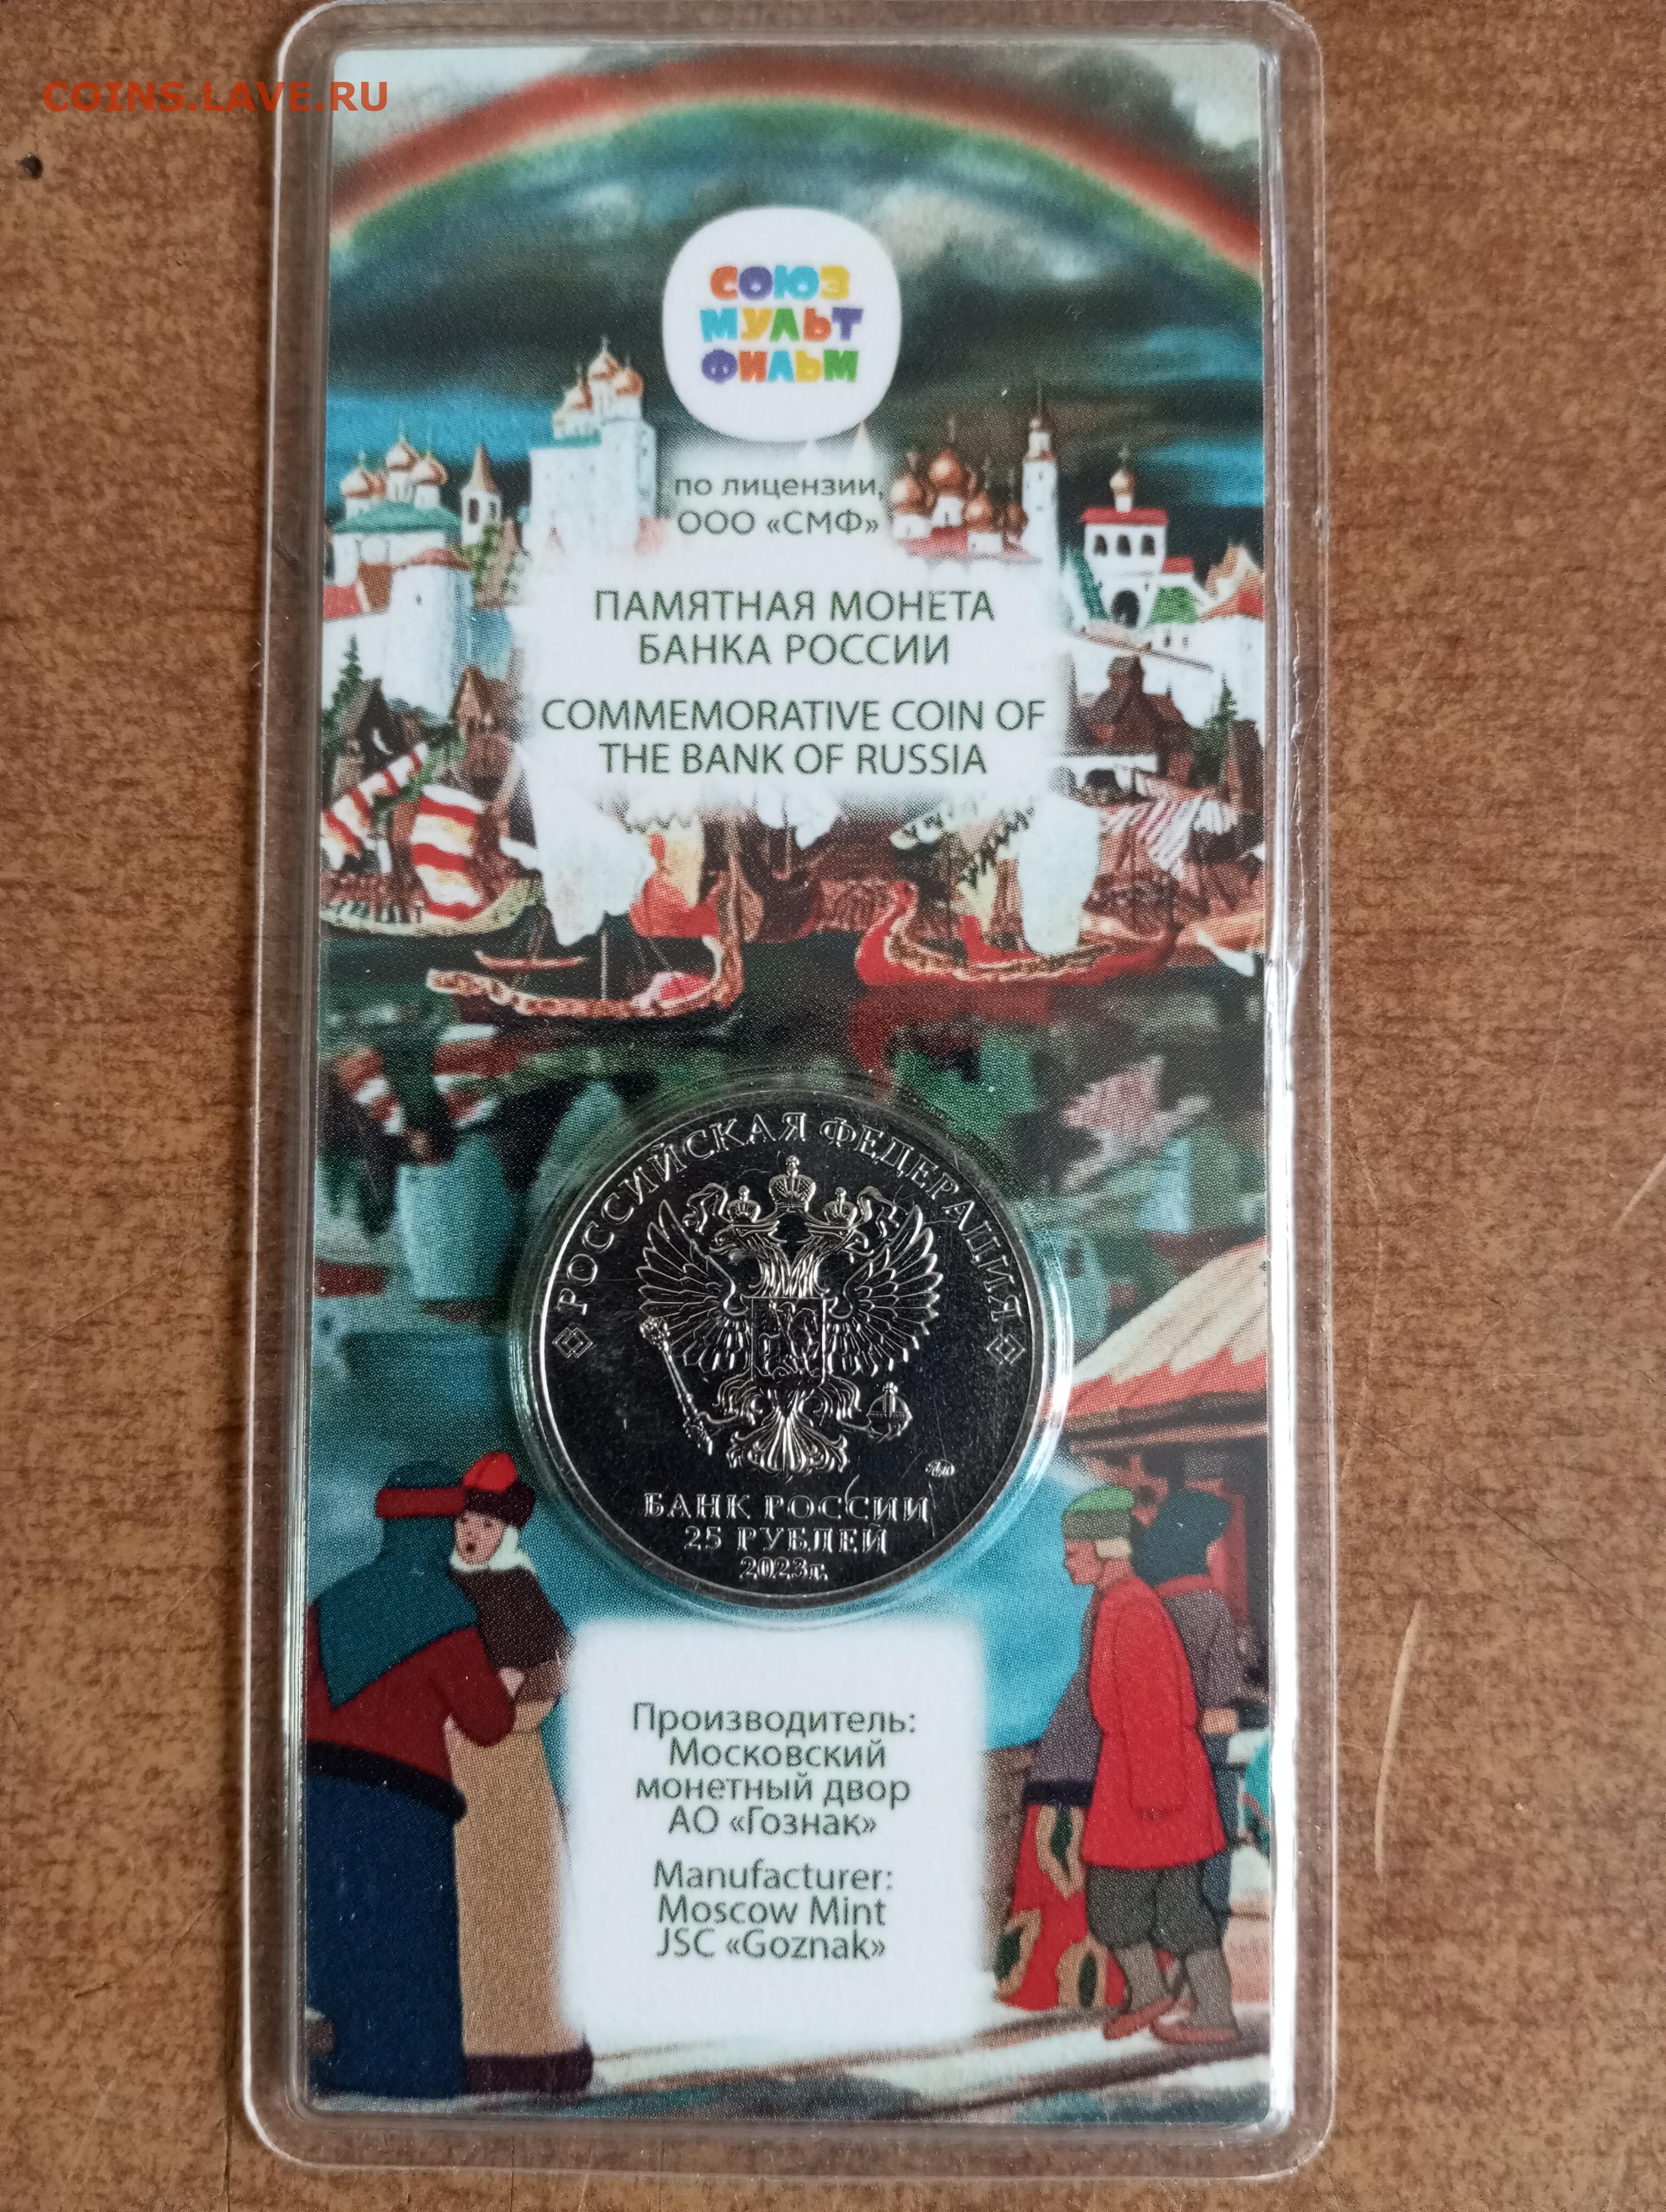 COINS.LAVE.RU
СОЮЗ
МУЛЬТ
ФИЛЬМ
по лицензии,
ООО «СМФ»
ПАМЯТНАЯ МОНЕТА
БАНКА РОССИИ
COMMEMORATIVE COIN OF
THE BANK OF RUSSIA
РОССИЙСКАЯ ФЕДЕРАЦИЯ
ММД
БАНК РОССИИ
25 РУБЛЕЙ
2023г.
Производитель:
Московский
монетный двор
АО «Гознак»
Manufacturer:
Moscow Mint
JSC «Goznak»